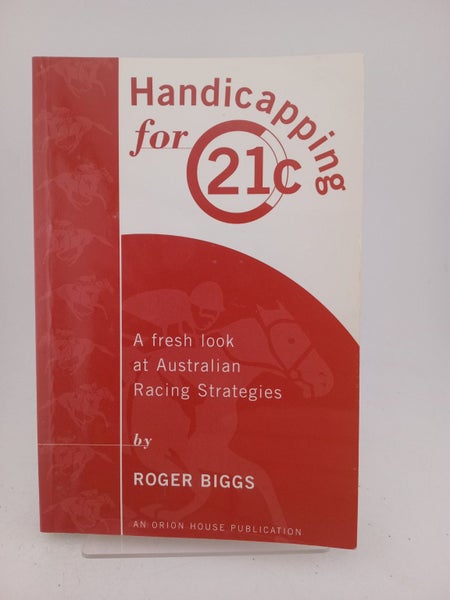 Handicapping
for 21c
A fresh look
at Australian
Racing Strategies
by
ROGER BIGGS
AN ORION HOUSE PUBLICATION